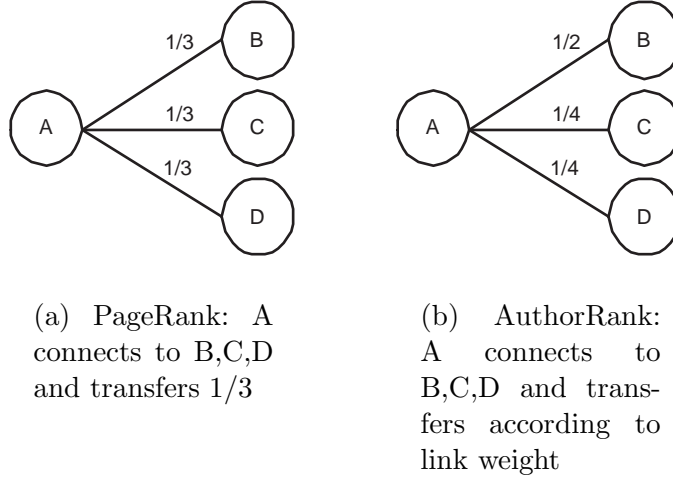 B
1/3
A
1/3
C
1/3
D
B
1/2
A
1/4
C
1/4
D
(a) PageRank: A
connects to B,C,D
and transfers 1/3
(b) AuthorRank:
A connects to
B,C,D and trans-
fers according to
link weight